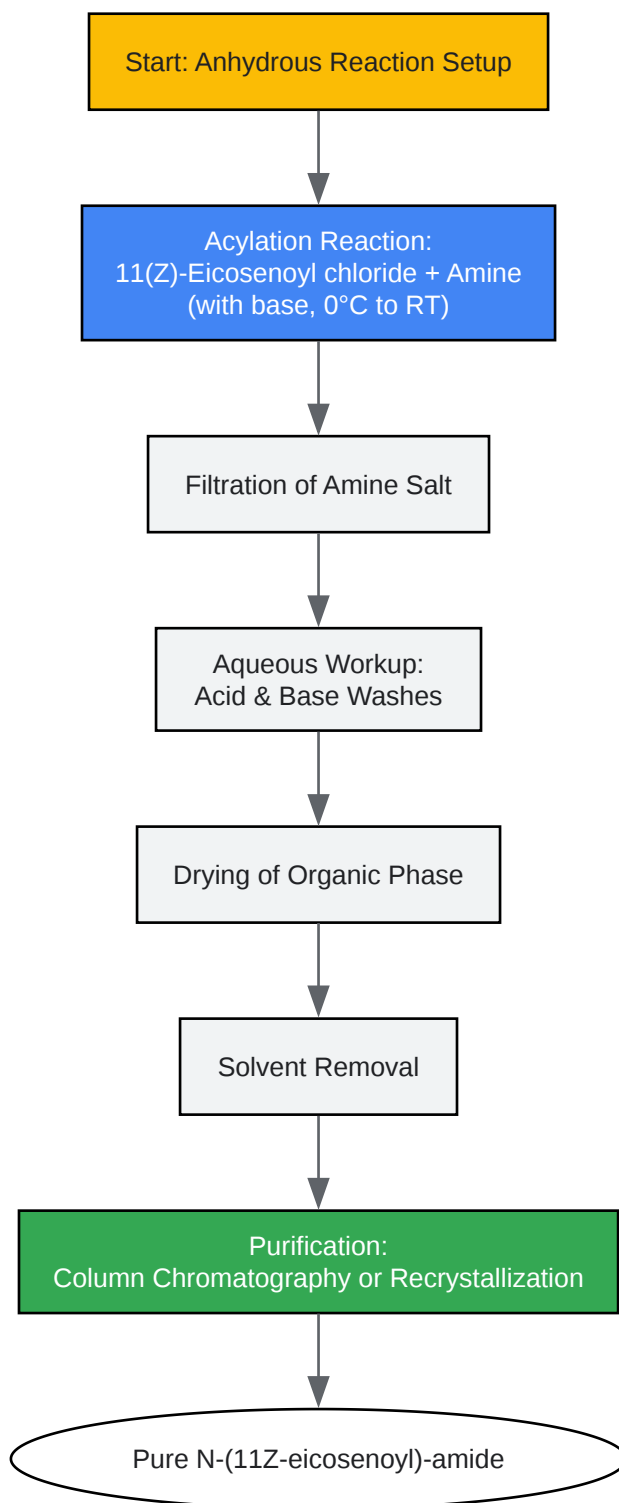 Start: Anhydrous Reaction Setup
Acylation Reaction:
11(Z)-Eicosenoyl chloride + Amine
(with base, 0°C to RT)
Filtration of Amine Salt
Aqueous Workup:
Acid & Base Washes
Drying of Organic Phase
Solvent Removal
Purification:
Column Chromatography or Recrystallization
Pure N-(11Z-eicosenoyl)-amide